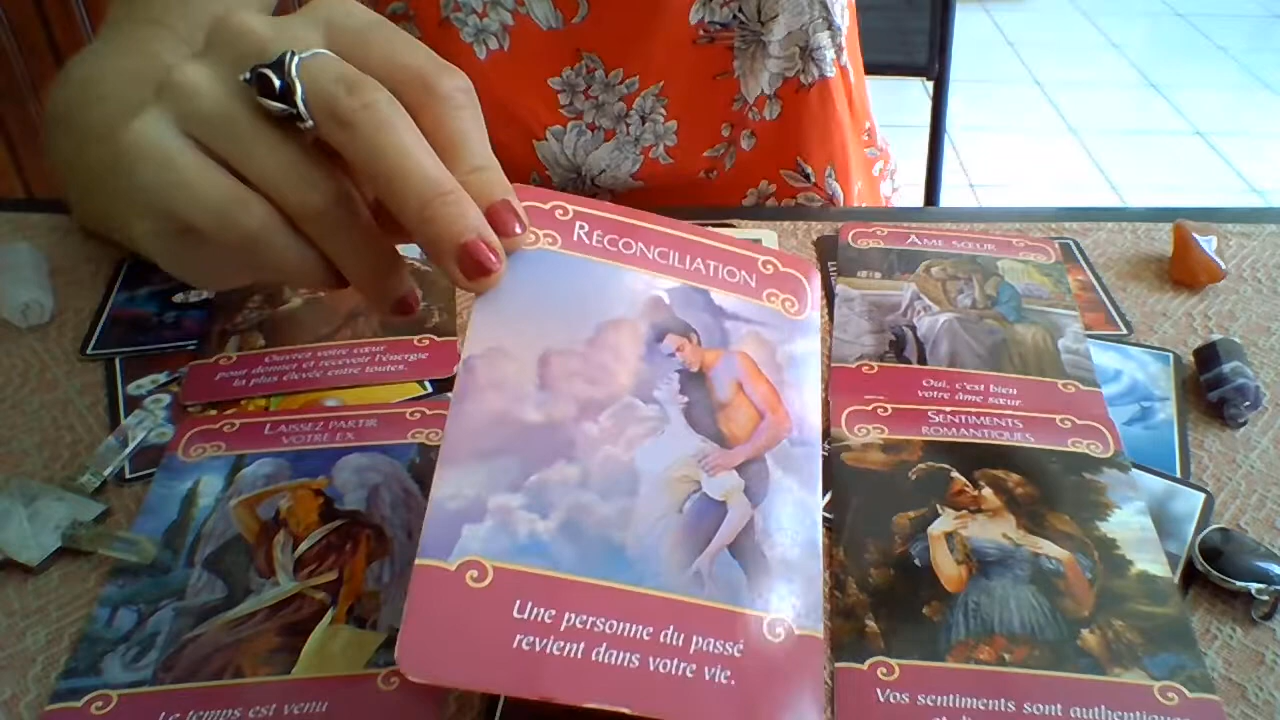 RÉCONCILIATION
Une personne du passé
revient dans votre vie.
Ouvrez votre cœur
pour donner et recevoir l'énergie
la plus élevée entre toutes.
LAISSEZ PARTIR
VOTRE EX
Le temps est venu
ÂME SŒUR
Oui, c'est bien
votre âme sœur.
SENTIMENTS
ROMANTIQUES
Vos sentiments sont